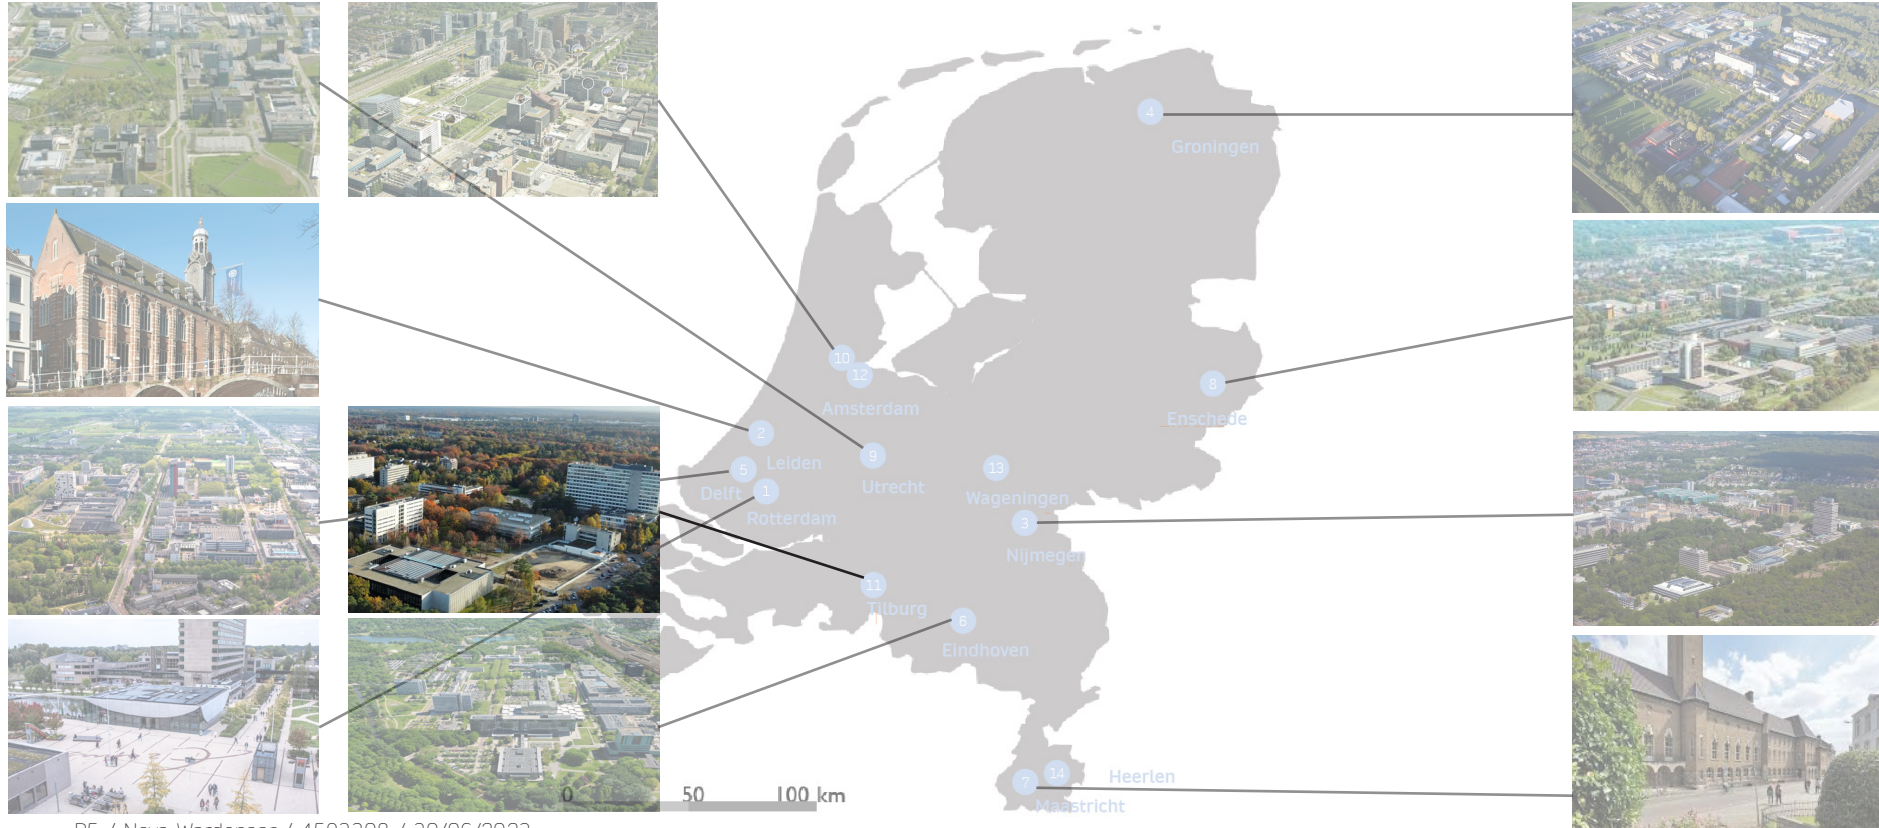 4
Groningen
10
12
Amsterdam
8
Enschede
2
Leiden
9
Utrecht
5
Delft
13
Wageningen
1
Rotterdam
3
Nijmegen
11
Tilburg
6
Eindhoven
14
Heerlen
7
Maastricht
0 50 100 km